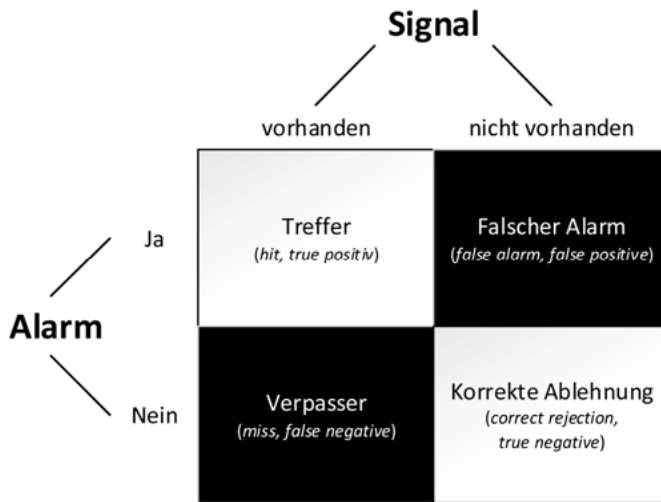 Signal
vorhanden
nicht vorhanden
Ja
Treffer
(hit, true positiv)
Falscher Alarm
(false alarm, false positive)
Alarm
Nein
Verpasser
(miss, false negative)
Korrekte Ablehnung
(correct rejection,
true negative)